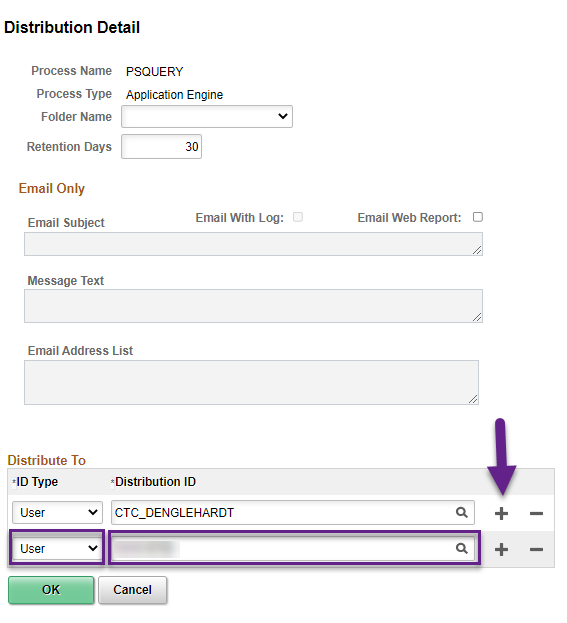 Distribution Detail
Process Name PSQUERY
Process Type Application Engine
Folder Name
Retention Days 30
Email Only
Email Subject Email With Log: Email Web Report:
Message Text
Email Address List
Distribute To
*ID Type *Distribution ID
User CTC_DENGLEHARDT
User
OK Cancel